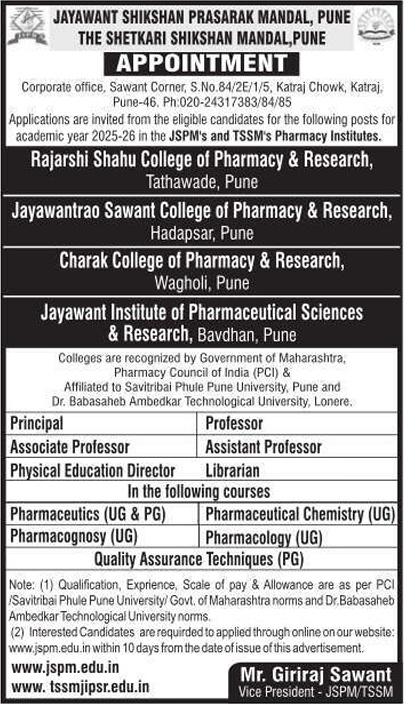 JAYAWANT SHIKSHAN PRASARAK MANDAL, PUNE
THE SHETKARI SHIKSHAN MANDAL,PUNE
APPOINTMENT
Corporate office, Sawant Corner, S.No.84/2E/1/5, Katraj Chowk, Katraj,
Pune-46. Ph:020-24317383/84/85
Applications are invited from the eligible candidates for the following posts for
academic year 2025-26 in the JSPM's and TSSM's Pharmacy Institutes.
Rajarshi Shahu College of Pharmacy & Research,
Tathawade, Pune
Jayawantrao Sawant College of Pharmacy & Research,
Hadapsar, Pune
Charak College of Pharmacy & Research,
Wagholi, Pune
Jayawant Institute of Pharmaceutical Sciences
& Research, Bavdhan, Pune
Colleges are recognized by Government of Maharashtra,
Pharmacy Council of India (PCI) &
Affiliated to Savitribai Phule Pune University, Pune and
Dr. Babasaheb Ambedkar Technological University, Lonere.
Principal Professor
Associate Professor Assistant Professor
Physical Education Director Librarian
In the following courses
Pharmaceutics (UG & PG) Pharmaceutical Chemistry (UG)
Pharmacognosy (UG) Pharmacology (UG)
Quality Assurance Techniques (PG)
Note: (1) Qualification, Exprience, Scale of pay & Allowance are as per PCI
/Savitribai Phule Pune University/ Govt. of Maharashtra norms and Dr.Babasaheb
Ambedkar Technological University norms.
(2) Interested Candidates are requirded to applied through online on our website:
www.jspm.edu.in within 10 days from the date of issue of this advertisement.
www.jspm.edu.in
www. tssmjipsr.edu.in
Mr. Giriraj Sawant
Vice President - JSPM/TSSM